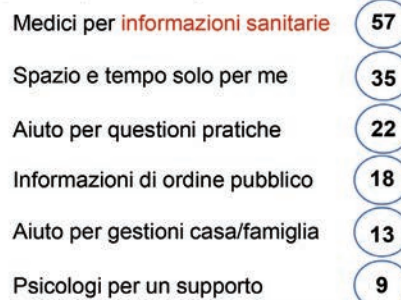 Medici per informazioni sanitarie 57
Spazio e tempo solo per me 35
Aiuto per questioni pratiche 22
Informazioni di ordine pubblico 18
Aiuto per gestioni casa/famiglia 13
Psicologi per un supporto 9